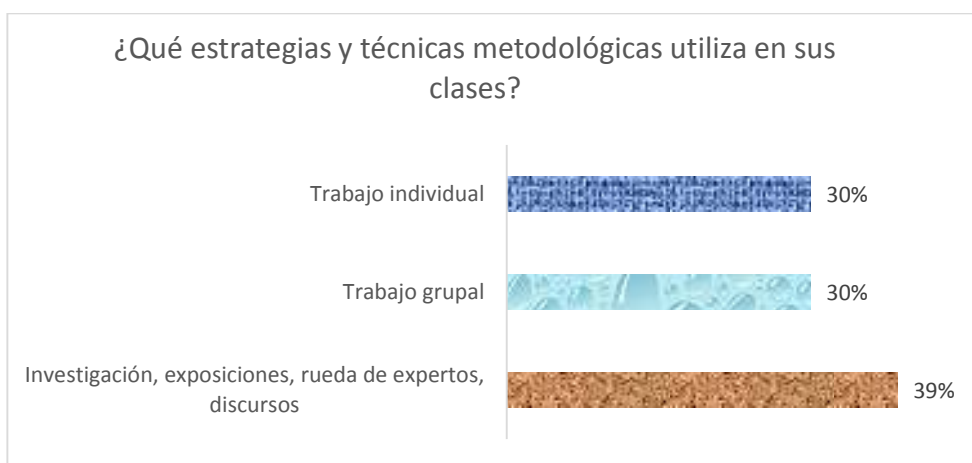 ¿Qué estrategias y técnicas metodológicas utiliza en sus
clases?
Trabajo individual
30%
Trabajo grupal
30%
Investigación, exposiciones, rueda de expertos,
discursos
39%